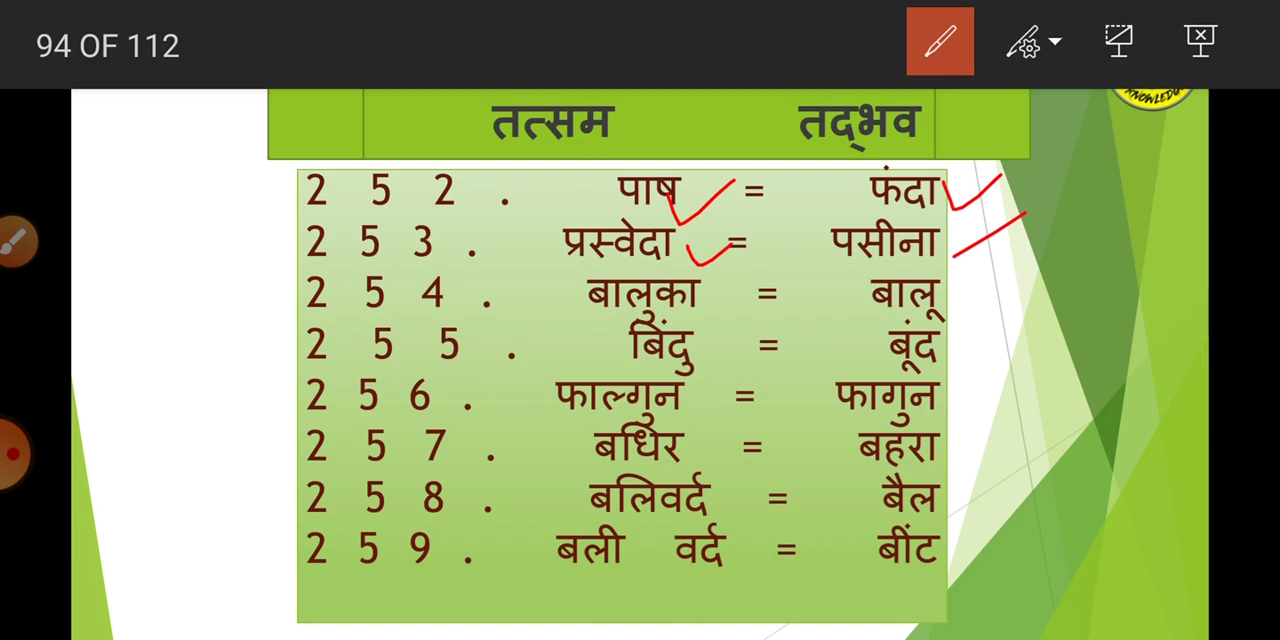 94 OF 112
KNOWLEDGE
तत्सम तद्भव
2 5 2 . पाष = फंदा
2 5 3 . प्रस्वेदा = पसीना
2 5 4 . बालुका = बालू
2 5 5 . बिंदु = बूंद
2 5 6 . फाल्गुन = फागुन
2 5 7 . बधिर = बहरा
2 5 8 . बलिवर्द = बैल
2 5 9 . बली वर्द = बींट